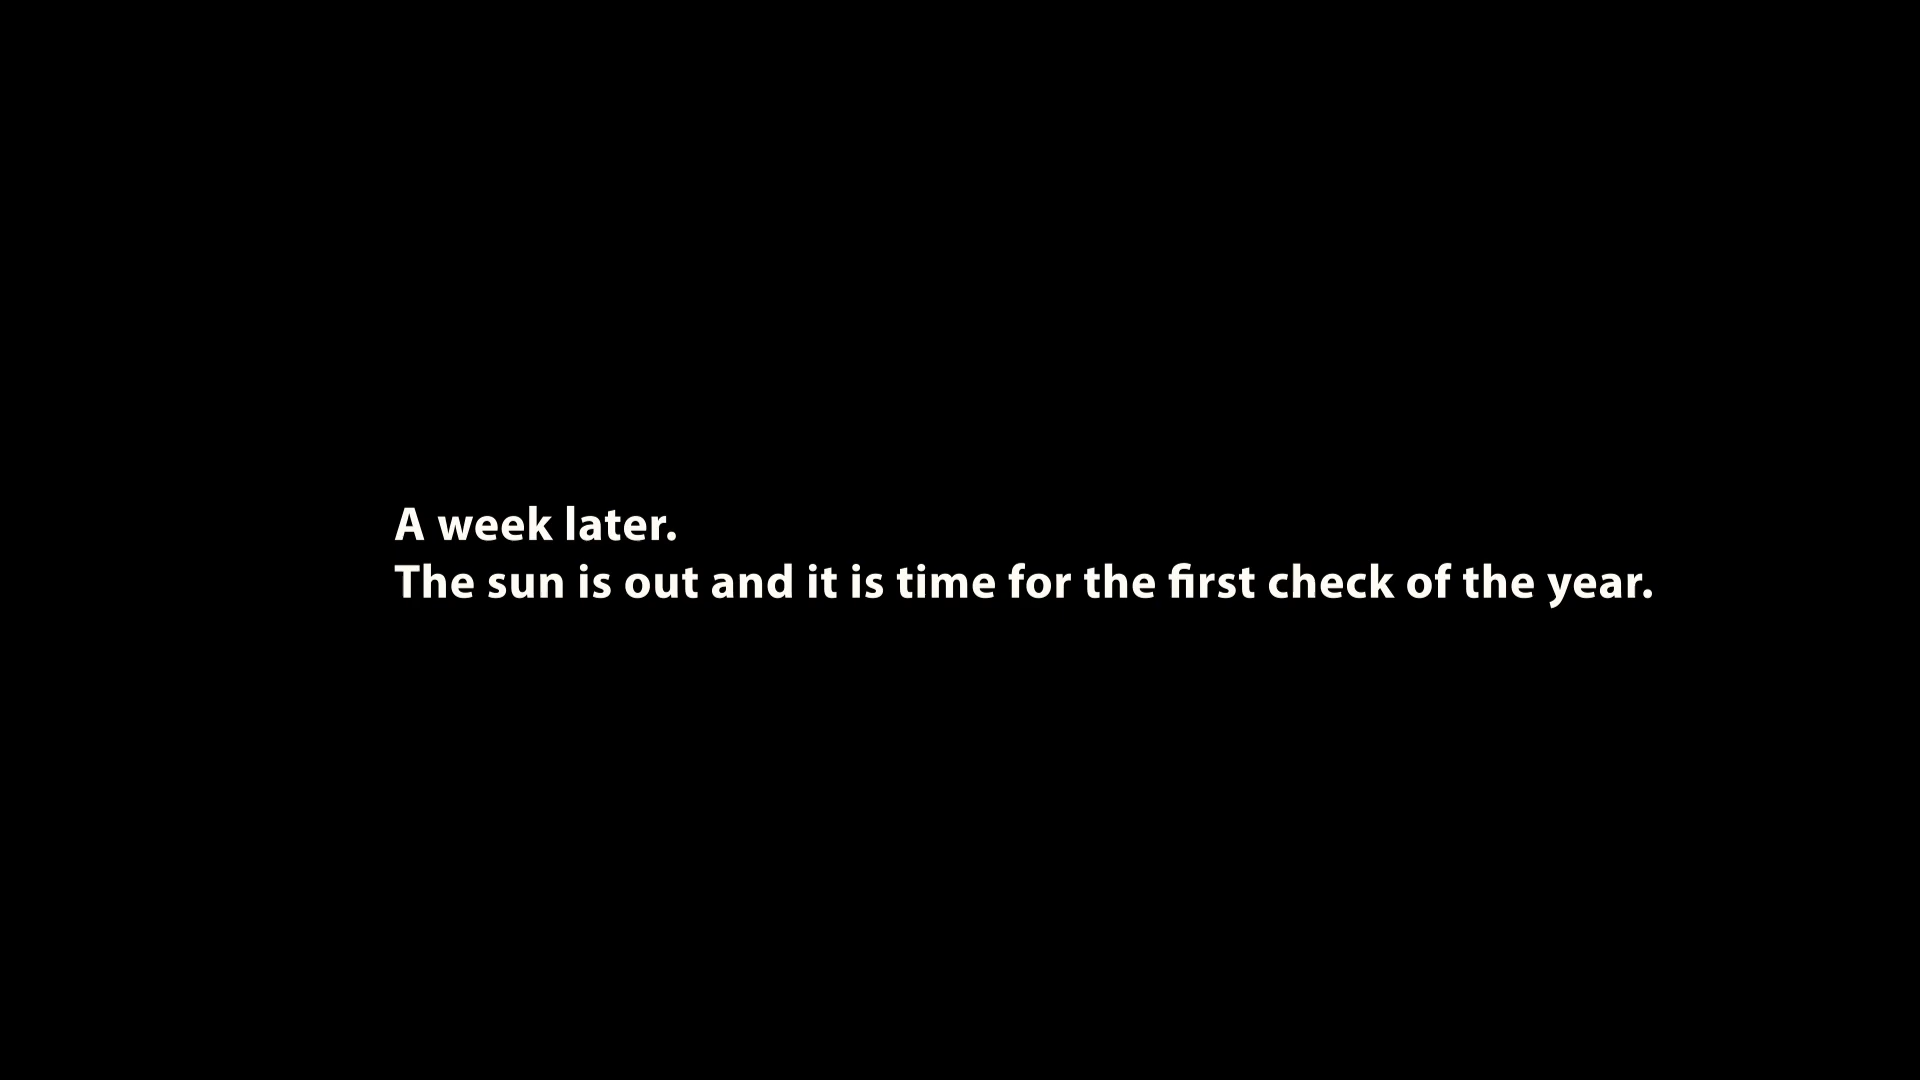 A week later.
The sun is out and it is time for the first check of the year.